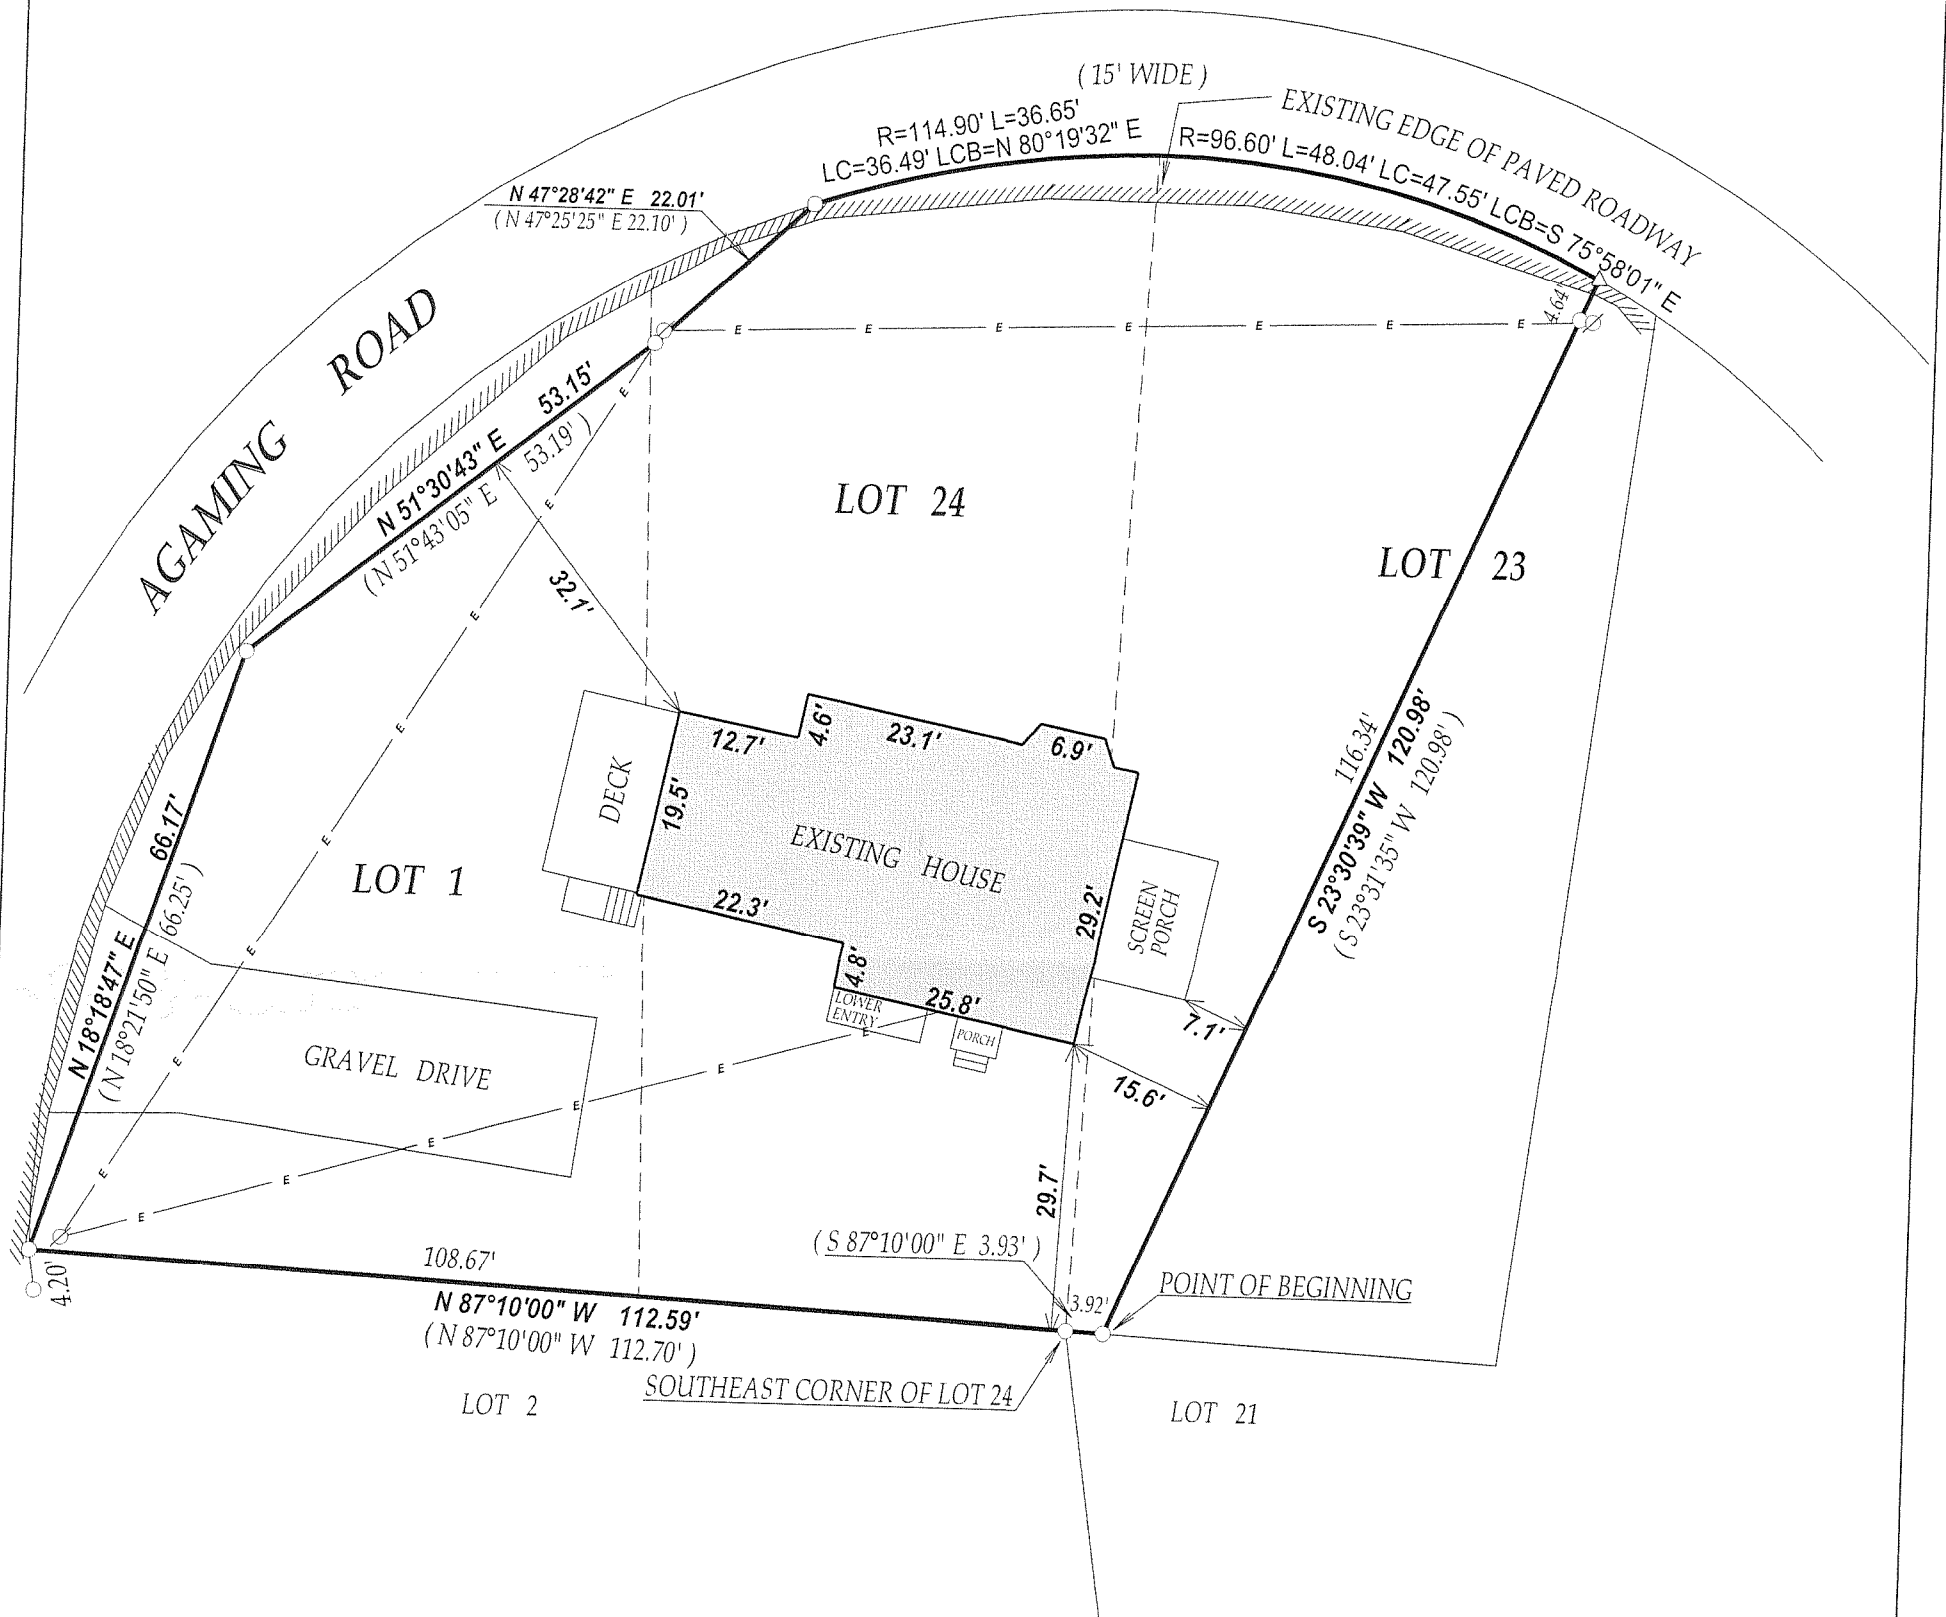 ( 15' WIDE )
EXISTING EDGE OF PAVED ROADWAY
R=114.90' L=36.65'
LC=36.49' LCB=N 80°19'32" E
R=96.60' L=48.04' LC=47.55' LCB=S 75°58'01" E
N 47°28'42" E 22.01'
( N 47°25'25" E 22.10' )
AGAMING ROAD
4.64'
E E E E E E E
N 51°30'43" E 53.15'
( N 51°43'05" E 53.19' )
E
E
E
E
E
E
E
E
32.1'
LOT 24
LOT 23
66.17'
N 18°18'47" E
( N 18°21'50" E 66.25' )
LOT 1
DECK
12.7'
4.6'
23.1'
6.9'
19.5'
EXISTING HOUSE
22.3'
29.2'
4.8'
25.8'
SCREEN
PORCH
LOWER
ENTRY
PORCH
116.34'
S 23°30'39" W 120.98'
( S 23°31'35" W 120.98' )
7.1'
15.6'
GRAVEL DRIVE
E E E E E E
29.7'
( S 87°10'00" E 3.93' )
3.92'
POINT OF BEGINNING
4.20'
108.67'
N 87°10'00" W 112.59'
( N 87°10'00" W 112.70' )
SOUTHEAST CORNER OF LOT 24
LOT 2
LOT 21